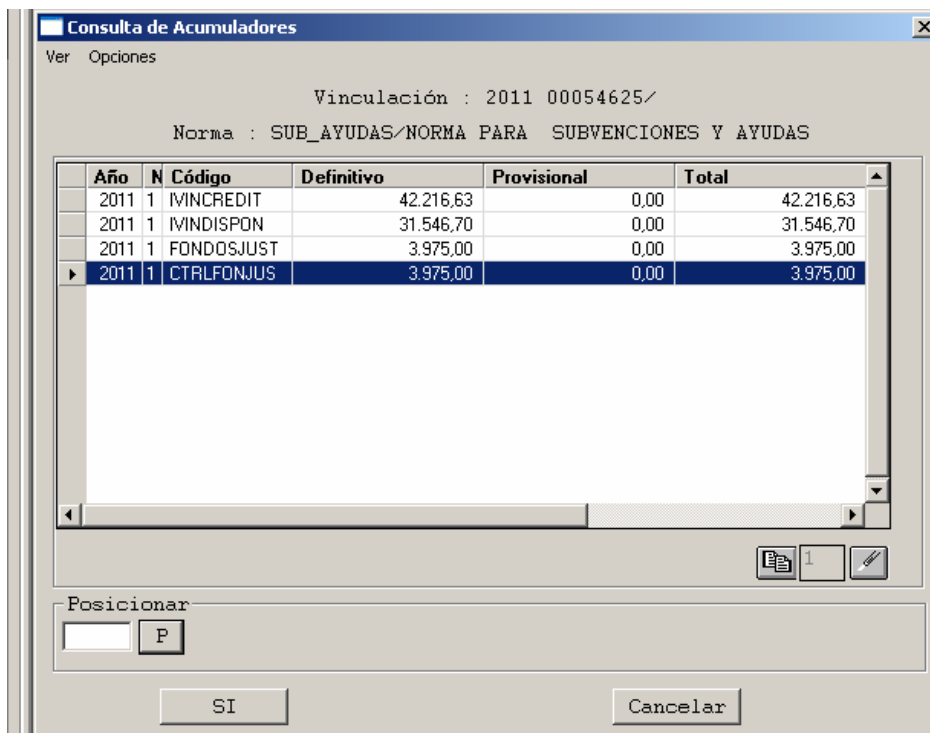 Consulta de Acumuladores
Ver Opciones
Vinculación : 2011 00054625/
Norma : SUB_AYUDAS/NORMA PARA SUBVENCIONES Y AYUDAS
Año N Código Definitivo Provisional Total
2011 1 IVINCREDIT 42.216,63 0,00 42.216,63
2011 1 IVINDISPON 31.546,70 0,00 31.546,70
2011 1 FONDOSJUST 3.975,00 0,00 3.975,00
2011 1 CTRLFONJUS 3.975,00 0,00 3.975,00
1
Posicionar
P
SI Cancelar